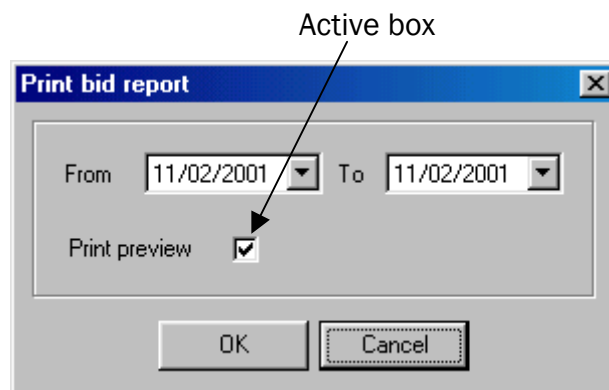 Active box
Print bid report
From 11/02/2001 To 11/02/2001
Print preview
OK Cancel